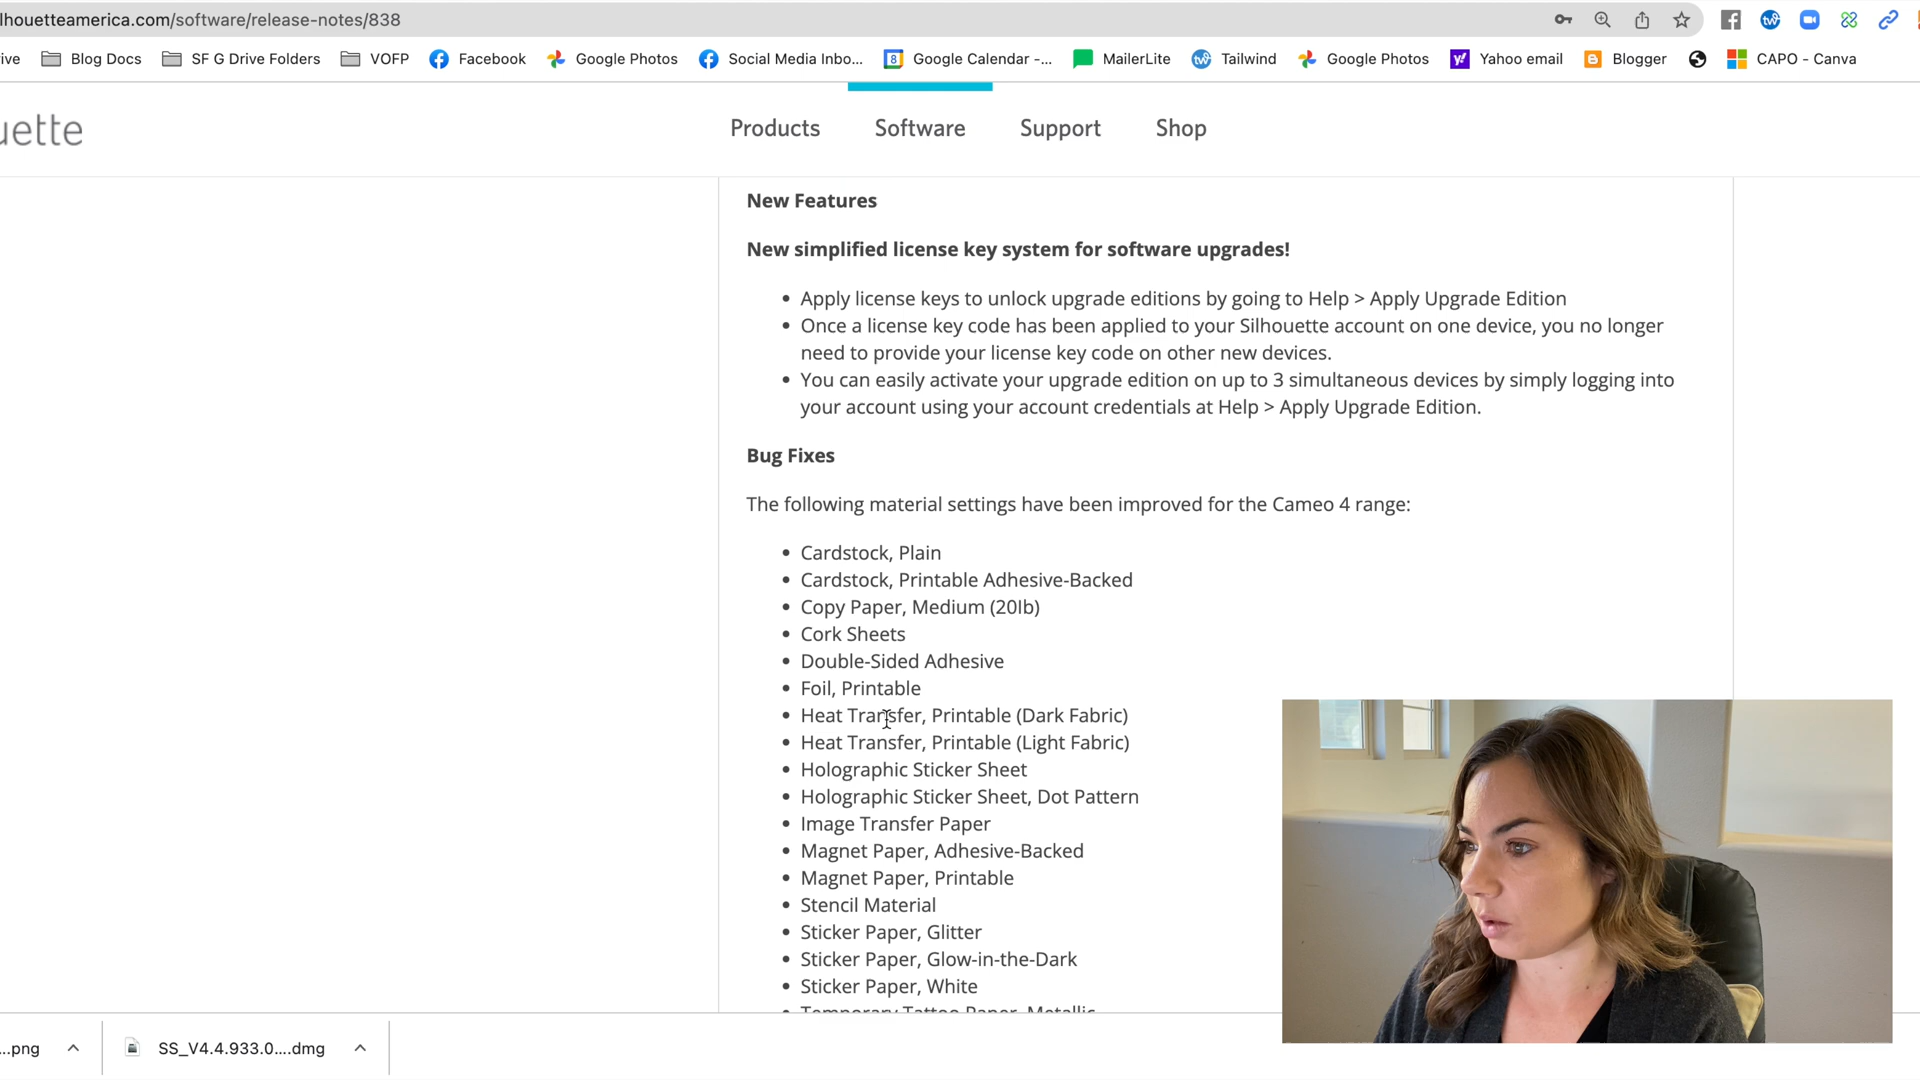 lhouetteamerica.com/software/release-notes/838
ive Blog Docs SF G Drive Folders VOFP Facebook Google Photos Social Media Inbo... Google Calendar -... MailerLite Tailwind Google Photos Yahoo email Blogger CAPO - Canva
uette
Products Software Support Shop
New Features
New simplified license key system for software upgrades!
• Apply license keys to unlock upgrade editions by going to Help > Apply Upgrade Edition
• Once a license key code has been applied to your Silhouette account on one device, you no longer
need to provide your license key code on other new devices.
• You can easily activate your upgrade edition on up to 3 simultaneous devices by simply logging into
your account using your account credentials at Help > Apply Upgrade Edition.
Bug Fixes
The following material settings have been improved for the Cameo 4 range:
• Cardstock, Plain
• Cardstock, Printable Adhesive-Backed
• Copy Paper, Medium (20lb)
• Cork Sheets
• Double-Sided Adhesive
• Foil, Printable
• Heat Transfer, Printable (Dark Fabric)
• Heat Transfer, Printable (Light Fabric)
• Holographic Sticker Sheet
• Holographic Sticker Sheet, Dot Pattern
• Image Transfer Paper
• Magnet Paper, Adhesive-Backed
• Magnet Paper, Printable
• Stencil Material
• Sticker Paper, Glitter
• Sticker Paper, Glow-in-the-Dark
• Sticker Paper, White
• Temporary Tattoo Paper, Metallic
...png SS_V4.4.933.0....dmg